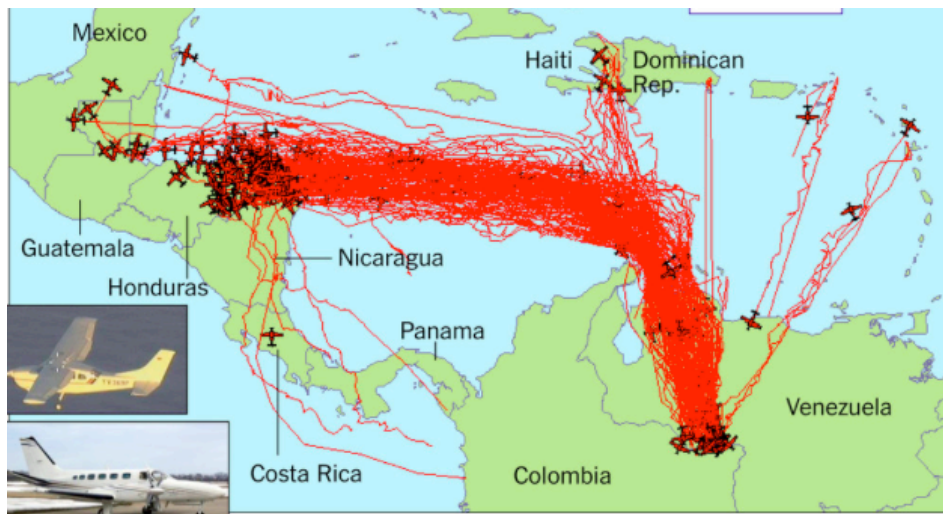 Mexico
Haiti
Dominican
Rep.
Guatemala
Honduras
Nicaragua
Panama
Costa Rica
Colombia
Venezuela